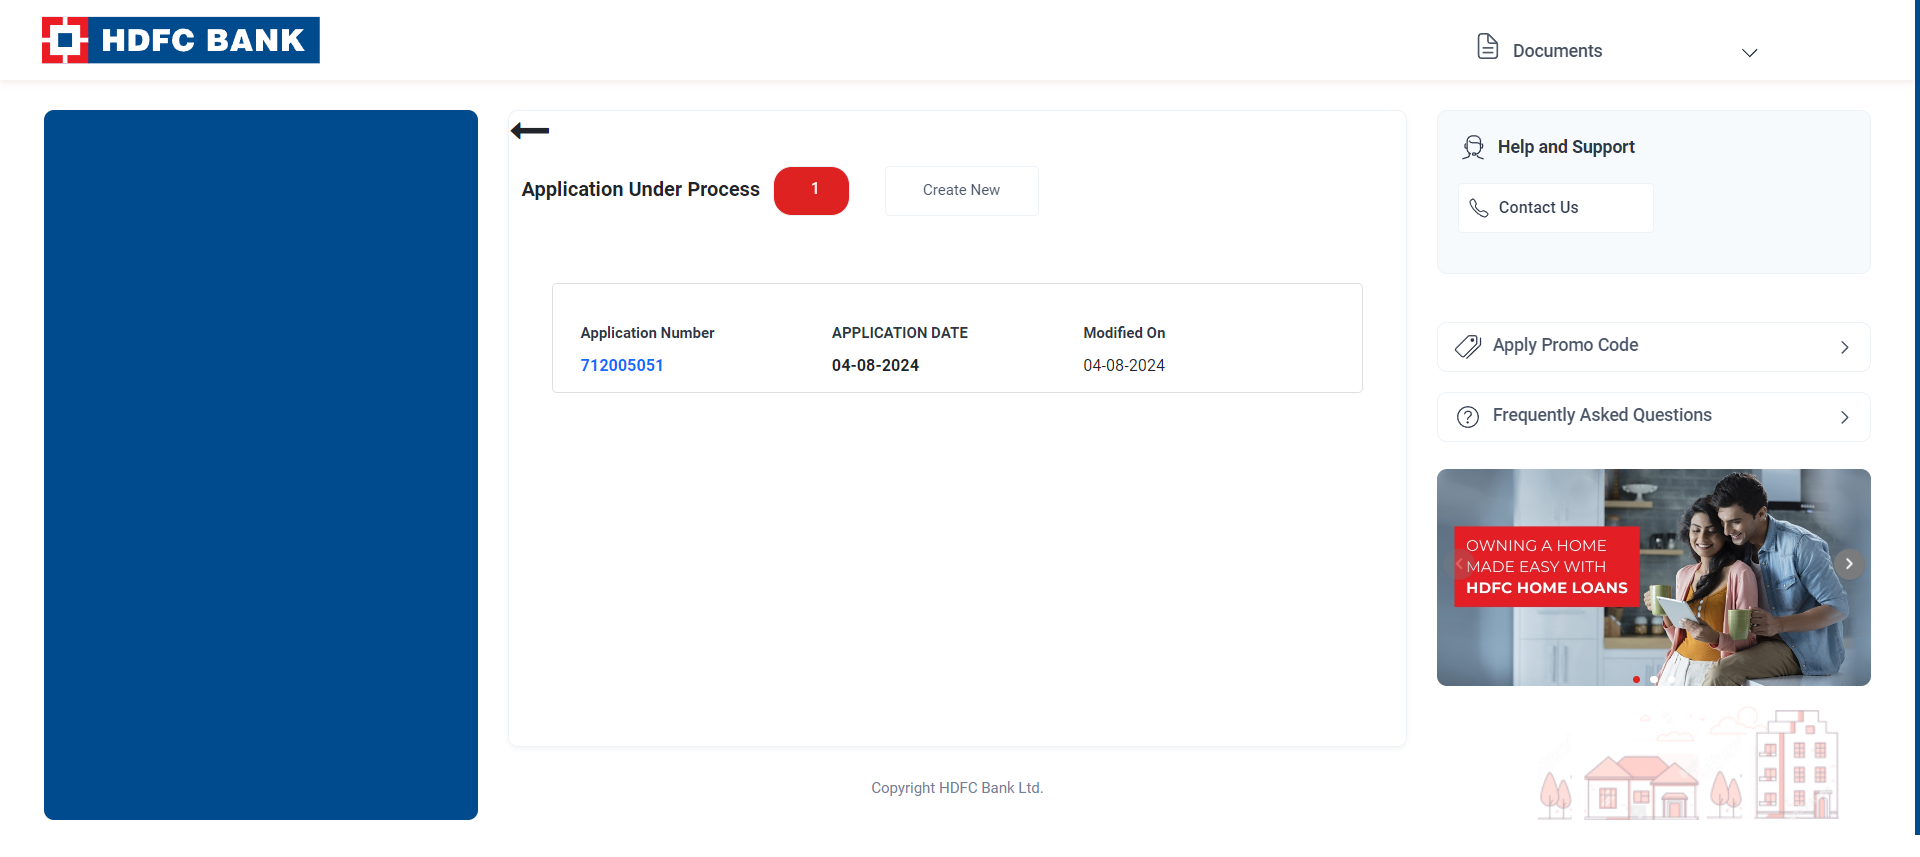 HDFC BANK
Documents
Application Under Process
1
Create New
Application Number
APPLICATION DATE
Modified On
712005051
04-08-2024
04-08-2024
Help and Support
Contact Us
Apply Promo Code
Frequently Asked Questions
OWNING A HOME
MADE EASY WITH
HDFC HOME LOANS
Copyright HDFC Bank Ltd.